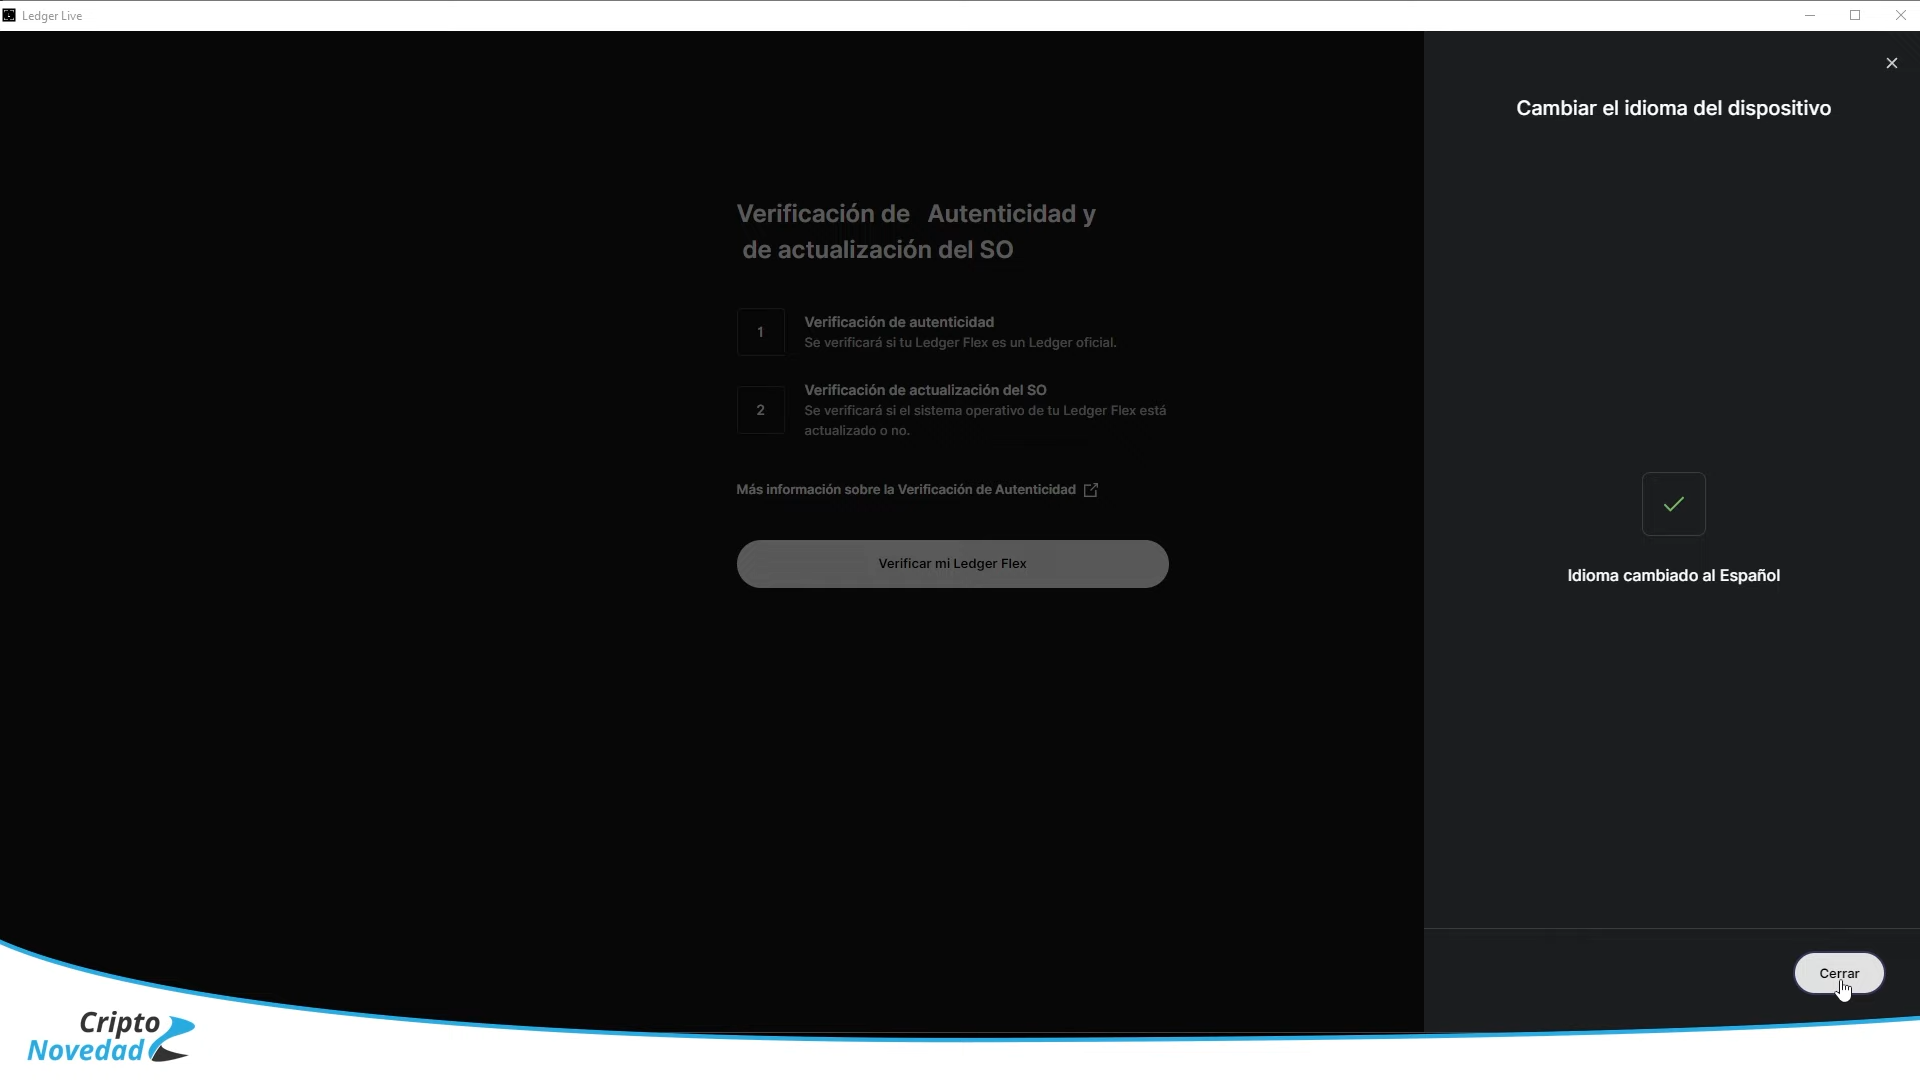 Ledger Live
Cambiar el idioma del dispositivo
Verificación de Autenticidad y
de actualización del SO
1
Verificación de autenticidad
Se verificará si tu Ledger Flex es un Ledger oficial.
2
Verificación de actualización del SO
Se verificará si el sistema operativo de tu Ledger Flex está
actualizado o no.
Más información sobre la Verificación de Autenticidad
Verificar mi Ledger Flex
Idioma cambiado al Español
Cerrar
Cripto
Novedad